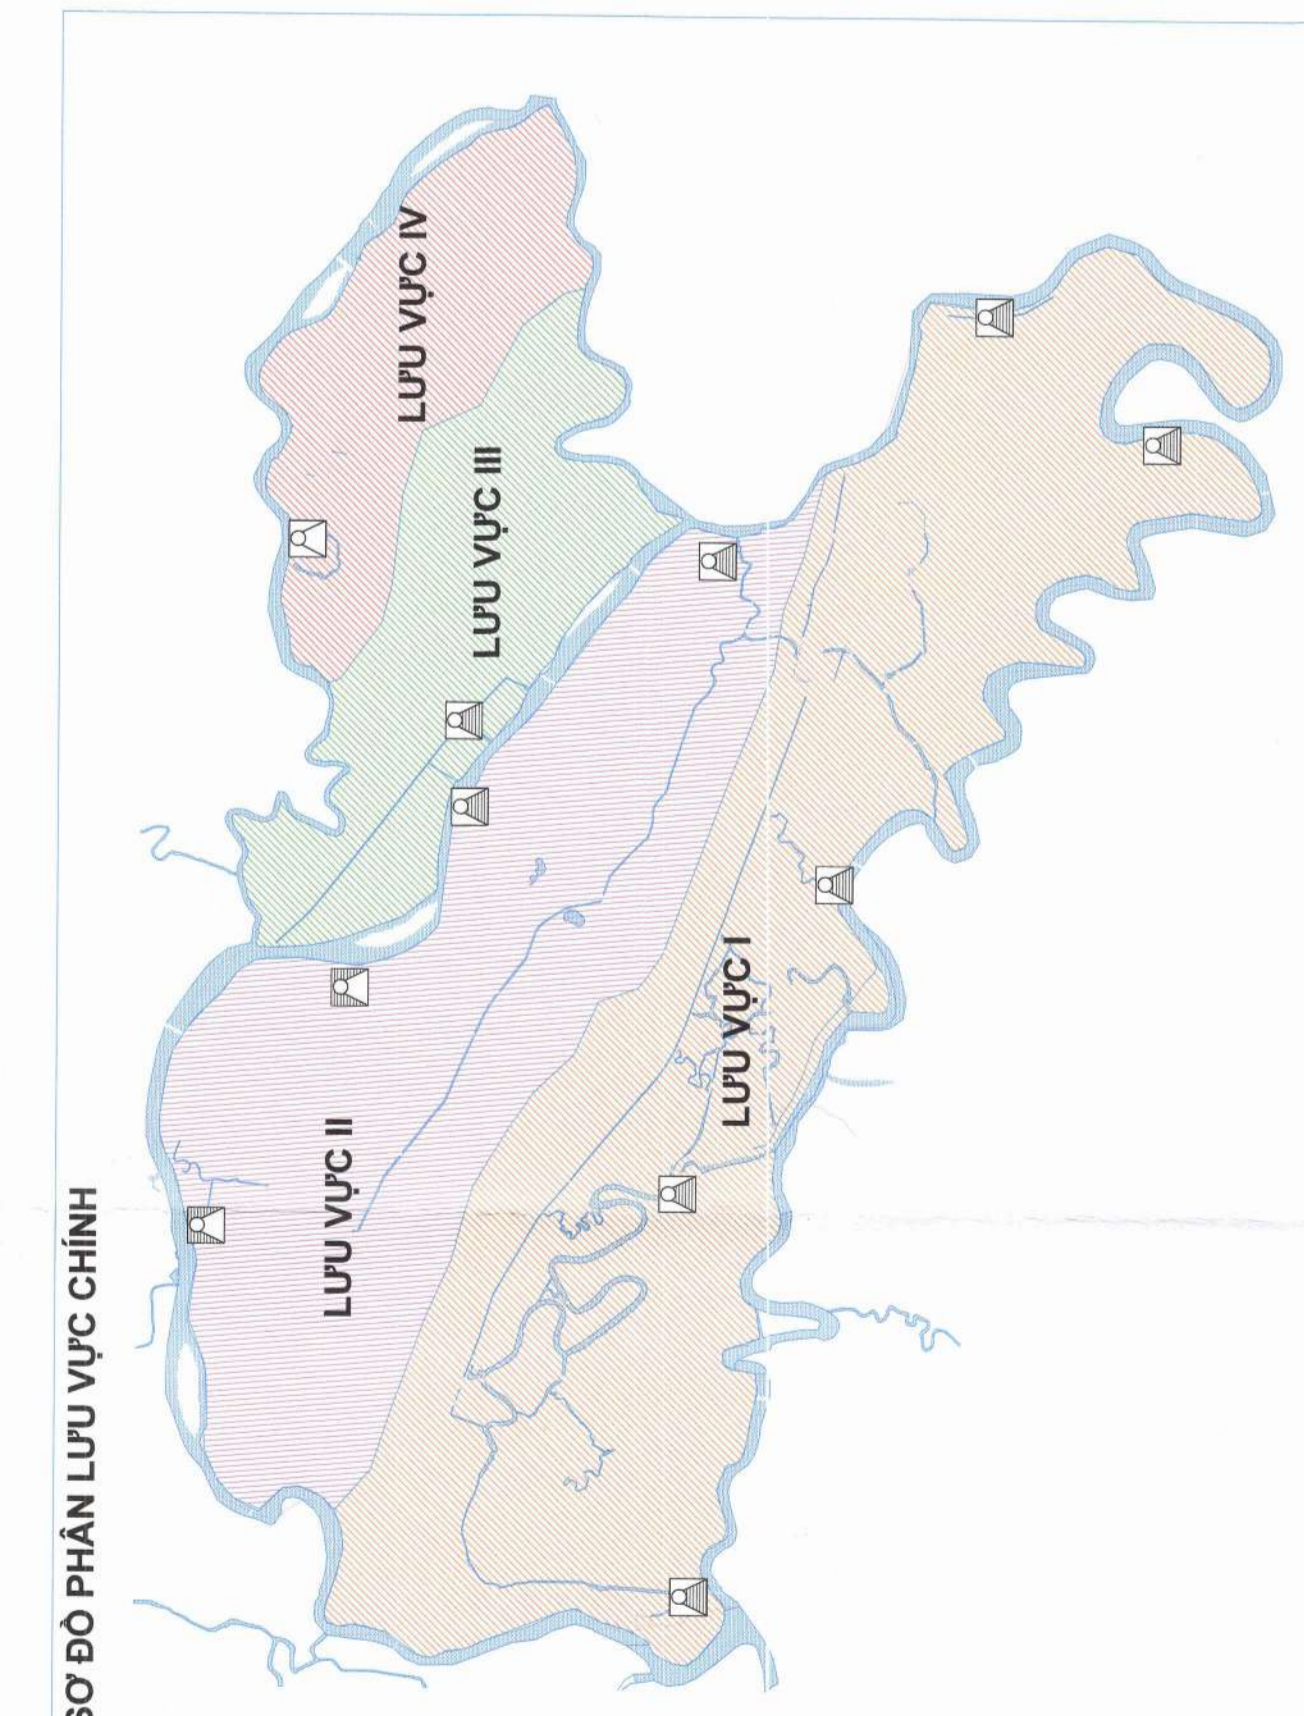 SƠ ĐỒ PHÂN LƯU VỰC CHÍNH
LƯU VỰC II
LƯU VỰC I
LƯU VỰC III
LƯU VỰC IV